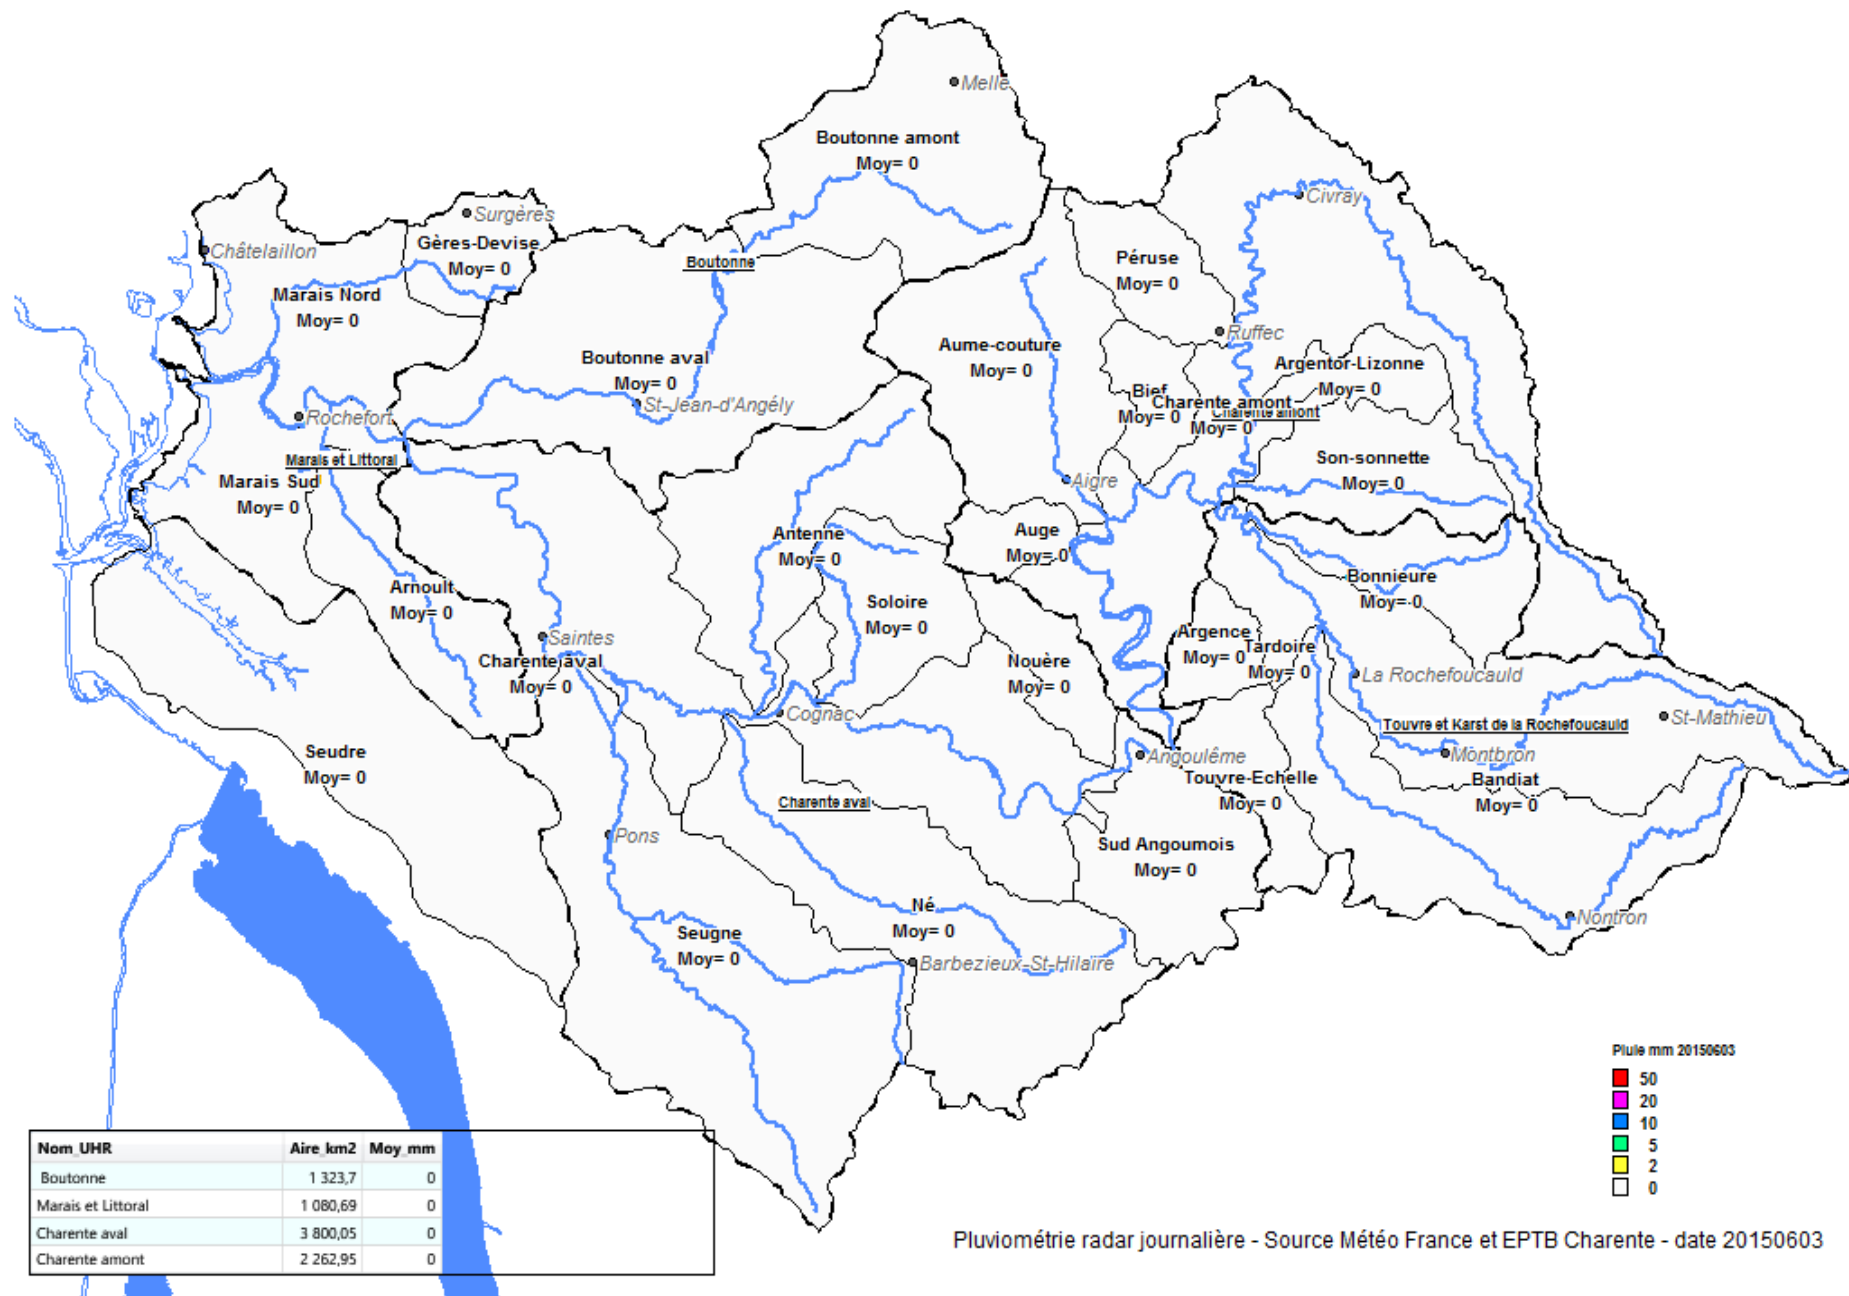 Melle
Boutonne amont
Moy= 0
Civray
Surgères
Châtelaillon
Gères-Devise
Moy= 0
Boutonne
Péruse
Moy= 0
Marais Nord
Moy= 0
Ruffec
Aume-couture
Moy= 0
Boutonne aval
Moy= 0
Argentor-Lizonne
Moy= 0
Bief
Moy= 0
Charente amont
Moy= 0
Charente amont
St-Jean-d'Angély
Rochefort
Marais et Littoral
Marais Sud
Moy= 0
Son-sonnette
Moy= 0
Aigre
Antenne
Moy= 0
Auge
Moy= 0
Arnoult
Moy= 0
Bonnieure
Moy= 0
Soloire
Moy= 0
Saintes
Argence
Moy= 0
Tardoire
Moy= 0
Charente aval
Moy= 0
Nouère
Moy= 0
La Rochefoucauld
Cognac
Touvre et Karst de la Rochefoucauld
St-Mathieu
Seudre
Moy= 0
Angoulême
Montbron
Touvre-Echelle
Moy= 0
Bandiat
Moy= 0
Charente aval
Pons
Sud Angoumois
Moy= 0
Né
Moy= 0
Nontron
Seugne
Moy= 0
Barbezieux-St-Hilaire
Pluie mm 20150603
50
20
10
5
2
0
Nom_UHR Aire_km2 Moy_mm
Boutonne 1 323,7 0
Marais et Littoral 1 080,69 0
Charente aval 3 800,05 0
Charente amont 2 262,95 0
Pluviométrie radar journalière - Source Météo France et EPTB Charente - date 20150603